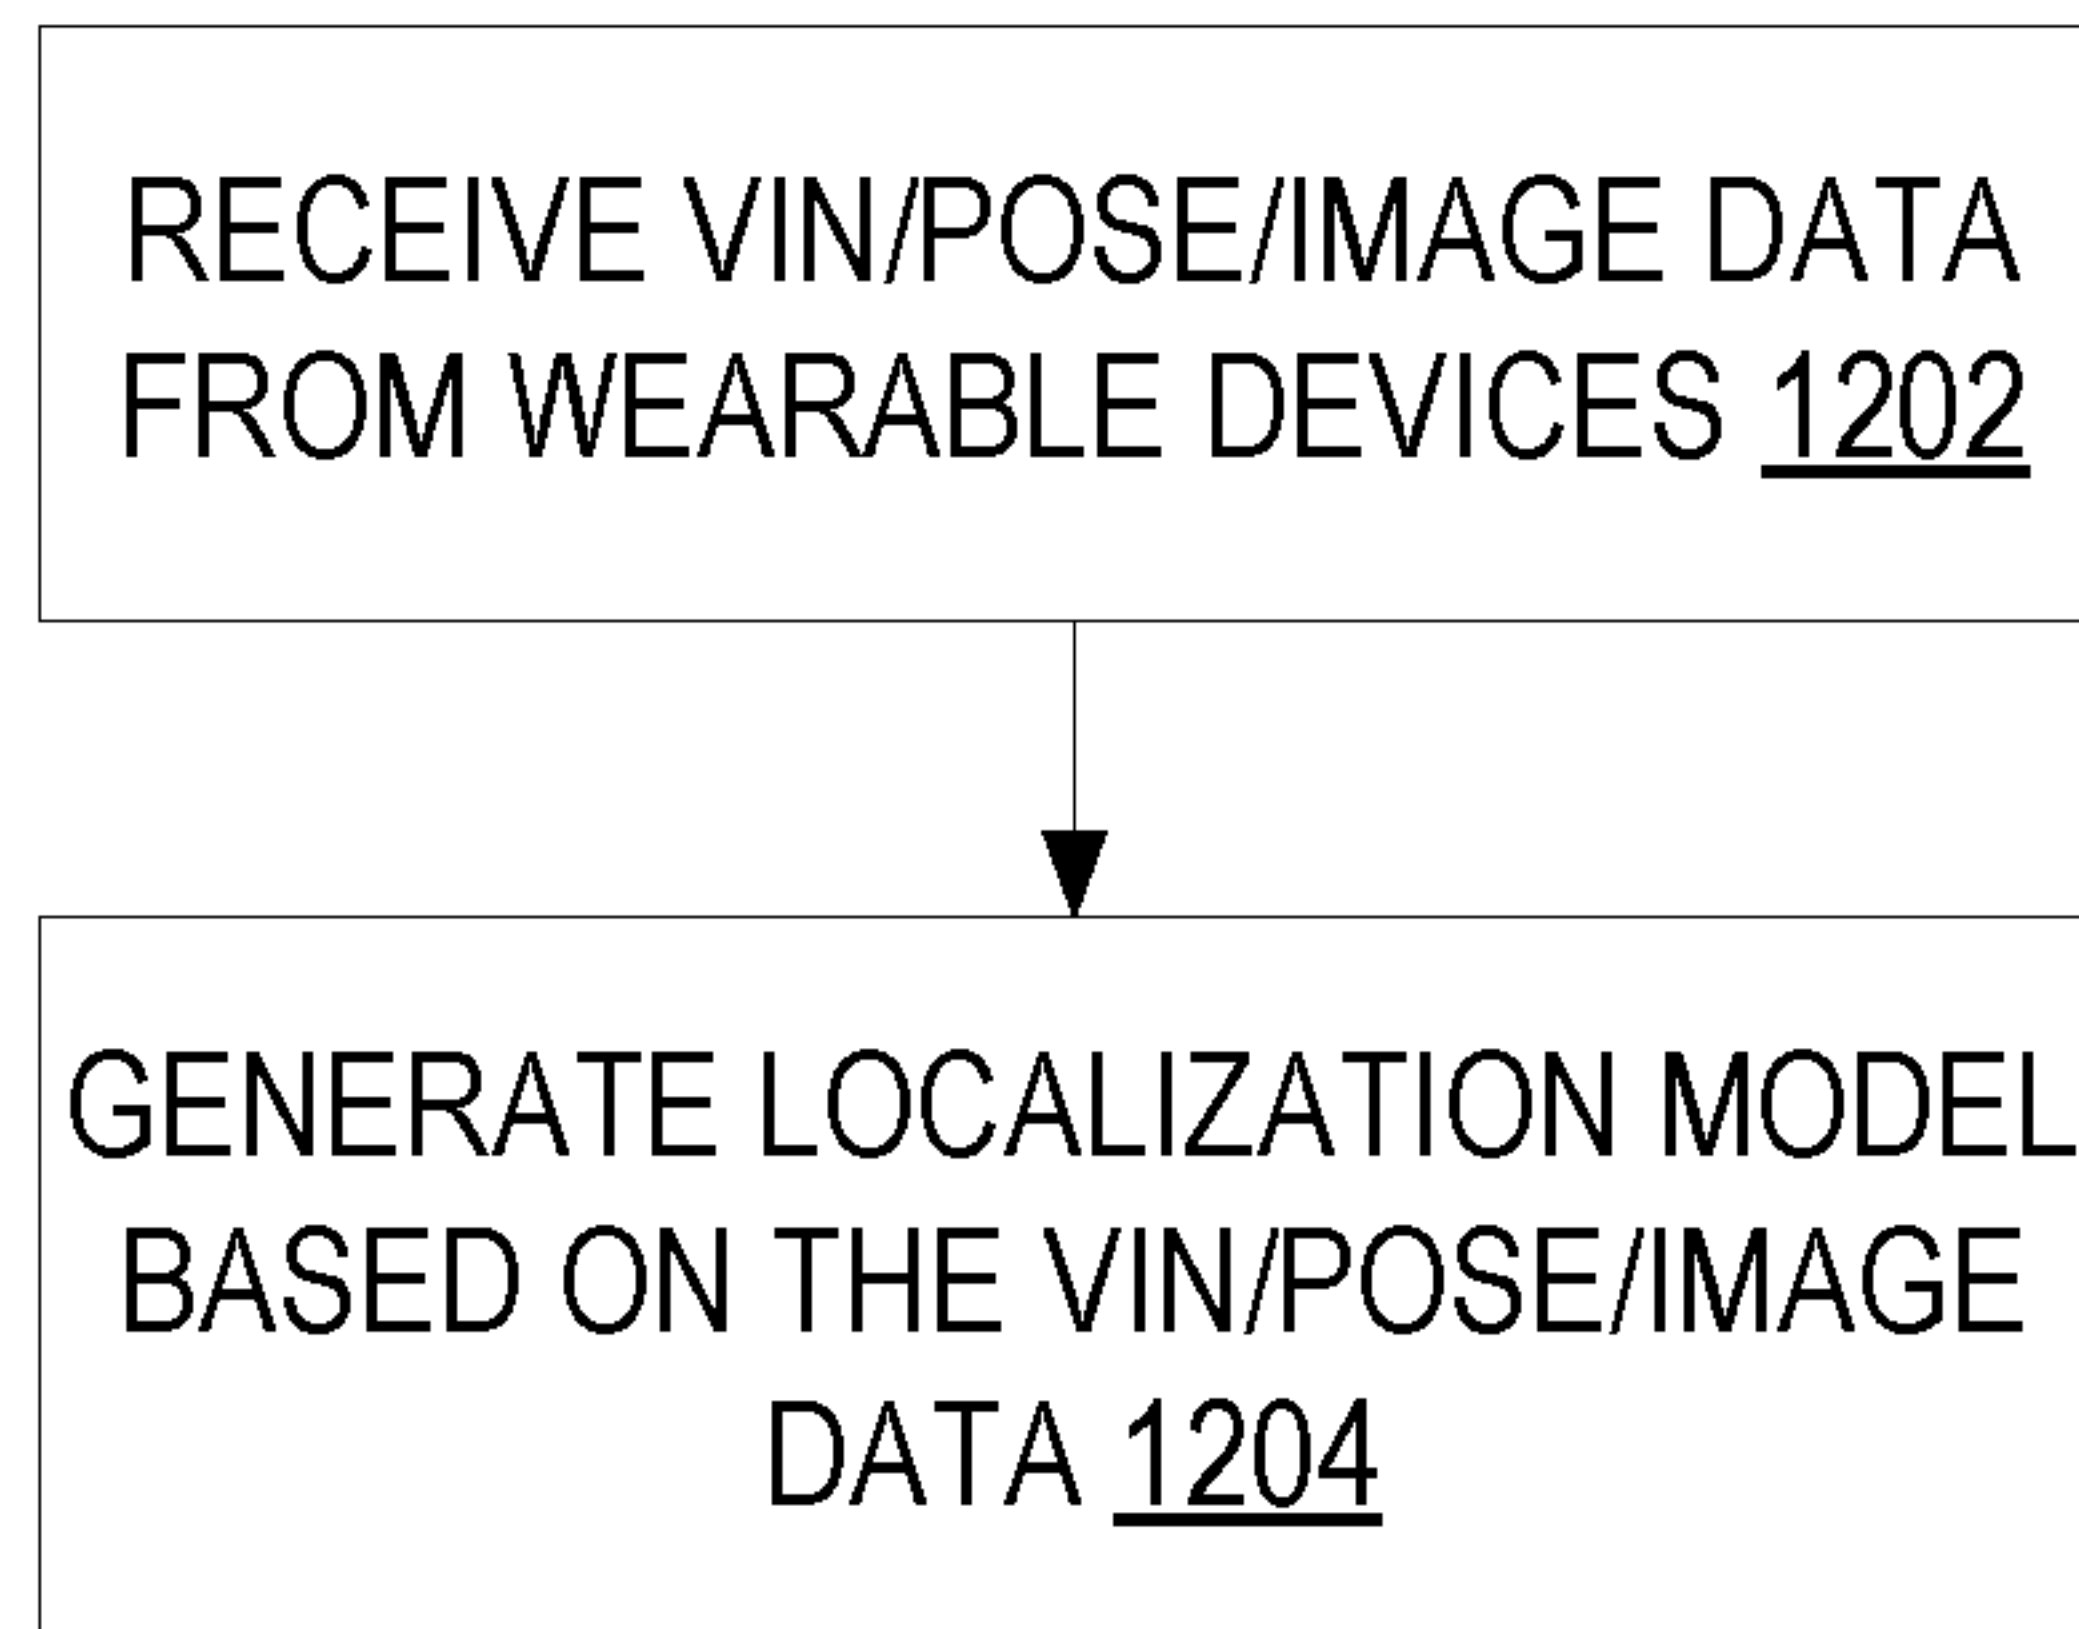 RECEIVE VIN/POSE/IMAGE DATA
FROM WEARABLE DEVICES 1202
GENERATE LOCALIZATION MODEL
BASED ON THE VIN/POSE/IMAGE
DATA 1204